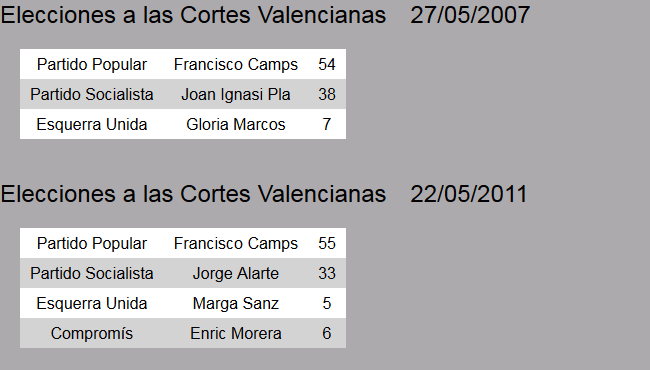 Elecciones a las Cortes Valencianas 27/05/2007
Partido Popular Francisco Camps 54
Partido Socialista Joan Ignasi Pla 38
Esquerra Unida Gloria Marcos 7
Elecciones a las Cortes Valencianas 22/05/2011
Partido Popular Francisco Camps 55
Partido Socialista Jorge Alarte 33
Esquerra Unida Marga Sanz 5
Compromís Enric Morera 6